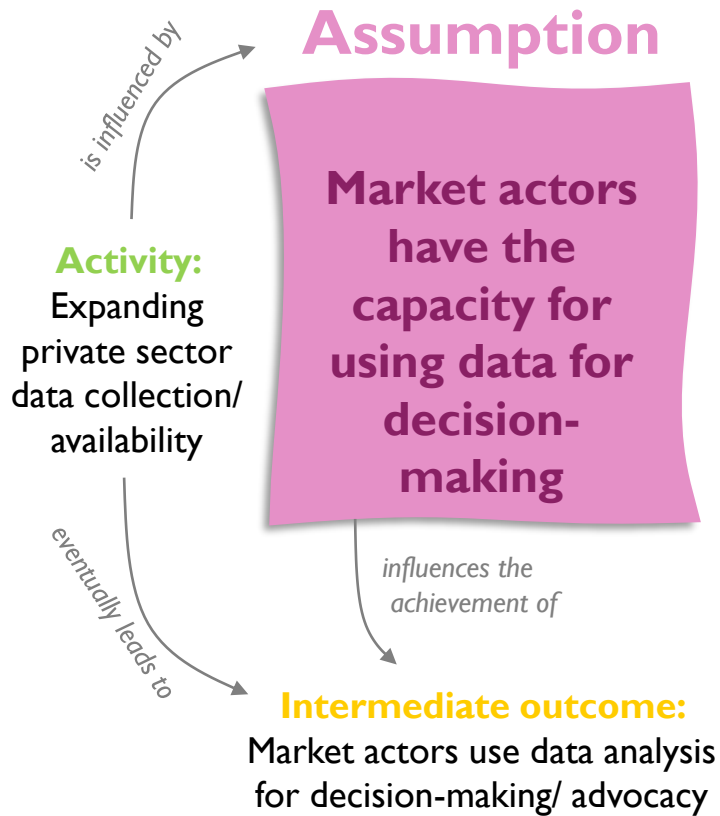 Assumption
is influenced by
Market actors
have the
capacity for
using data for
decision-
making
Activity:
Expanding
private sector
data collection/
availability
eventually leads to
influences the
achievement of
Intermediate outcome:
Market actors use data analysis
for decision-making/ advocacy